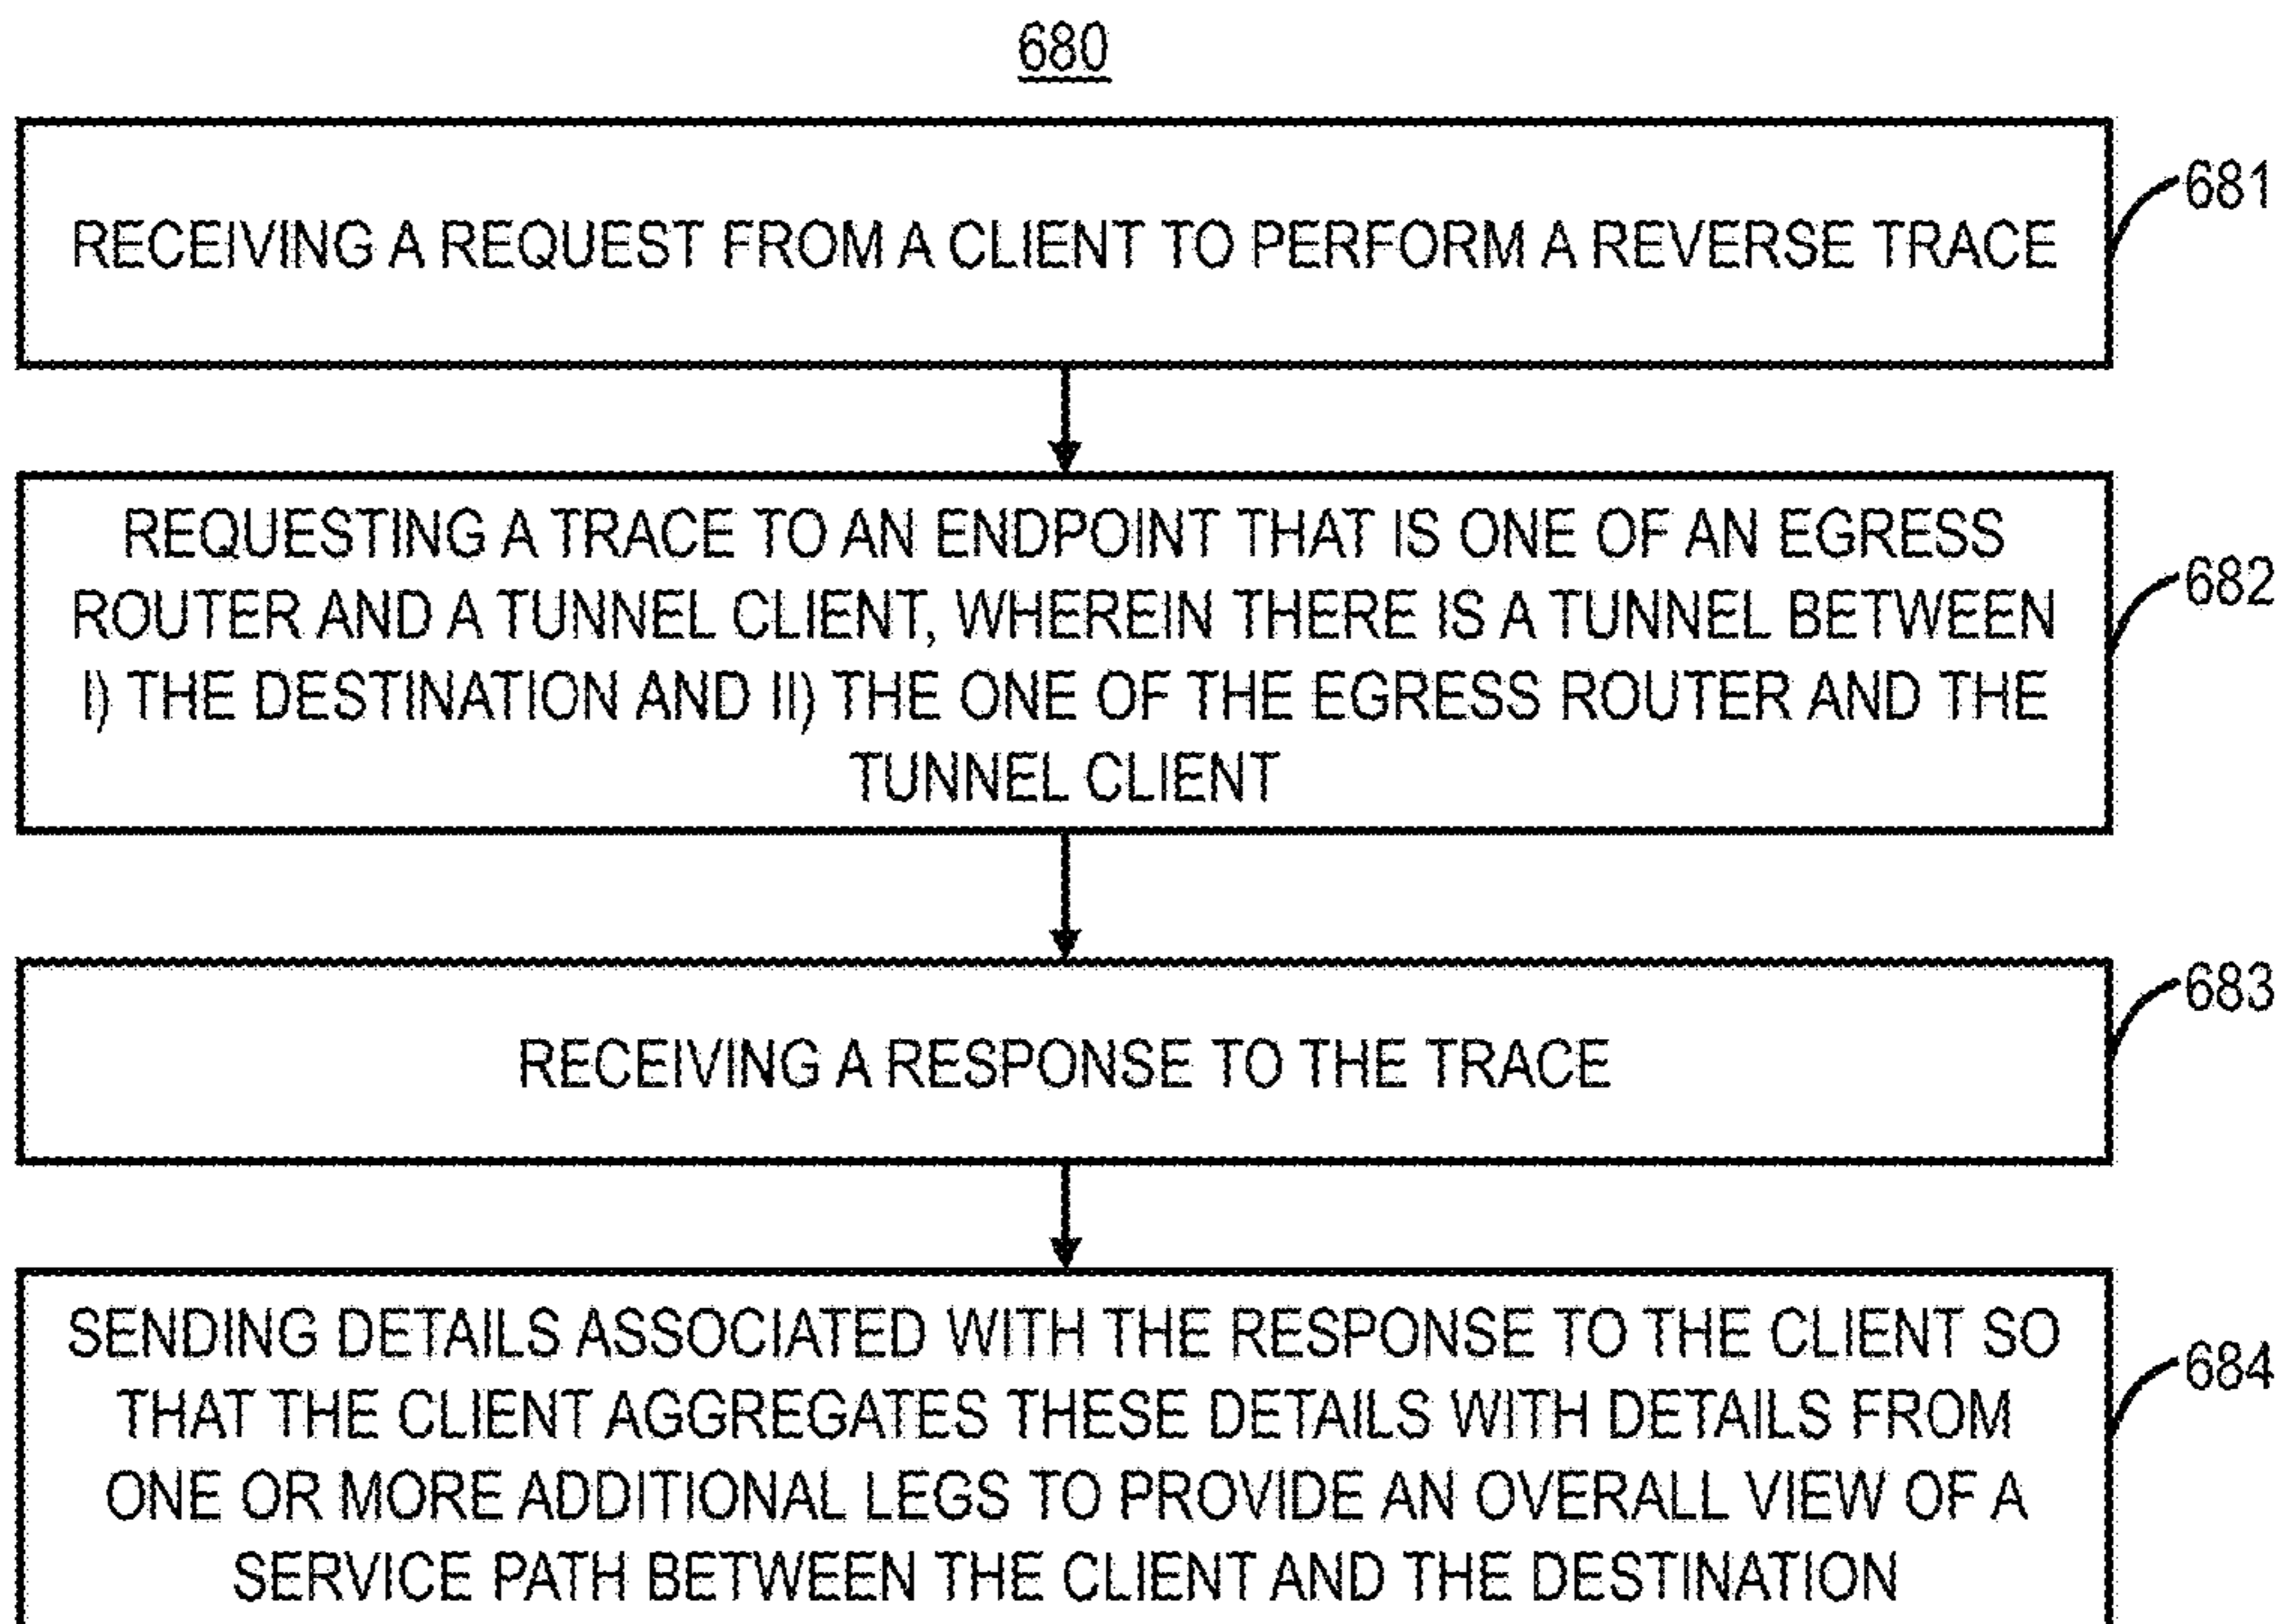 680
RECEIVING A REQUEST FROM A CLIENT TO PERFORM A REVERSE TRACE
681
REQUESTING A TRACE TO AN ENDPOINT THAT IS ONE OF AN EGRESS
ROUTER AND A TUNNEL CLIENT, WHEREIN THERE IS A TUNNEL BETWEEN
I) THE DESTINATION AND II) THE ONE OF THE EGRESS ROUTER AND THE
TUNNEL CLIENT
682
RECEIVING A RESPONSE TO THE TRACE
683
SENDING DETAILS ASSOCIATED WITH THE RESPONSE TO THE CLIENT SO
THAT THE CLIENT AGGREGATES THESE DETAILS WITH DETAILS FROM
ONE OR MORE ADDITIONAL LEGS TO PROVIDE AN OVERALL VIEW OF A
SERVICE PATH BETWEEN THE CLIENT AND THE DESTINATION
684